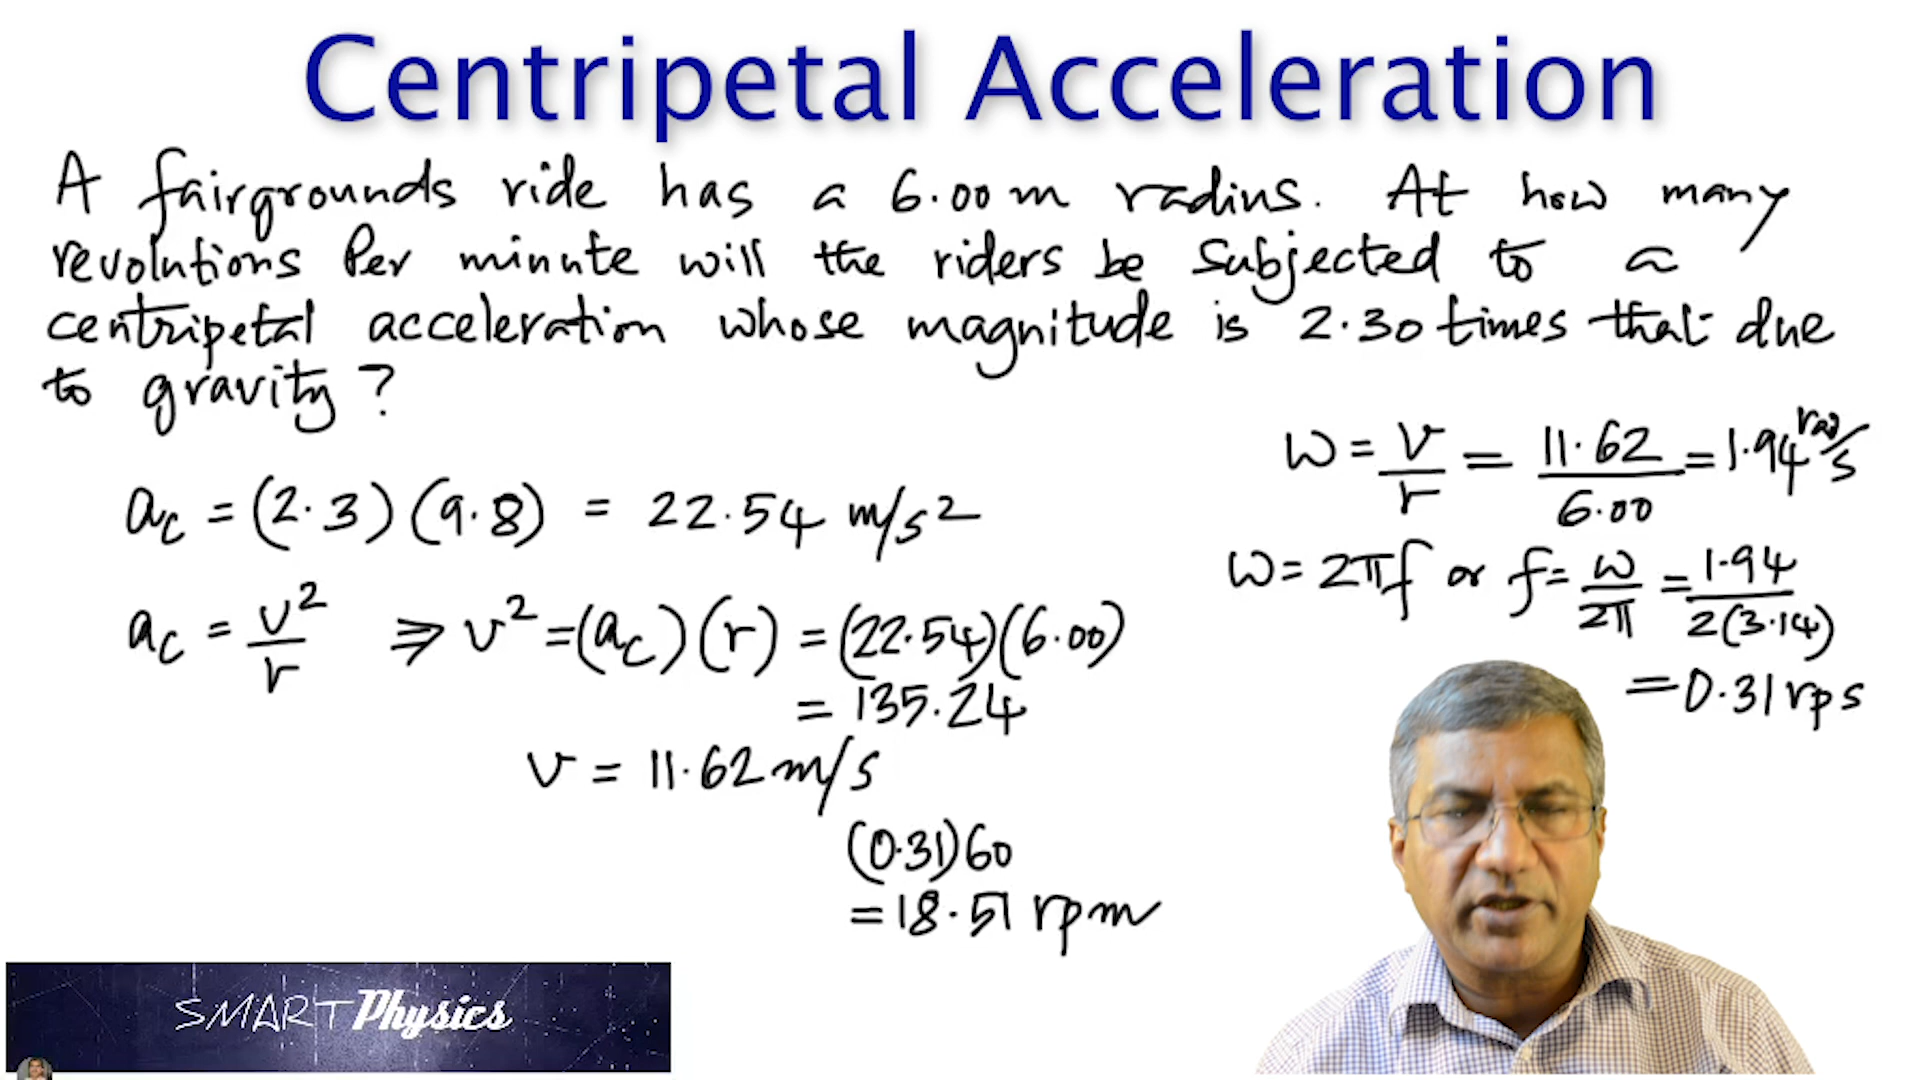 Centripetal Acceleration
A fairgrounds ride has a 6.00 m radius. At how many
revolutions Per minute will the riders be subjected to a
centripetal acceleration whose magnitude is 2.30 times that due
to gravity?
ac = (2.3)(9.8) = 22.54 m/s2
ac = v²/r ⇒ v² = (ac)(r) = (22.54)(6.00)
= 135.24
v = 11.62 m/s
(0.31)60
= 18.51 rpm
ω = v/r = 11.62/6.00 = 1.94 rad/s
ω = 2πf or f = ω/2π = 1.94/2(3.14)
= 0.31 rps
SMART Physics